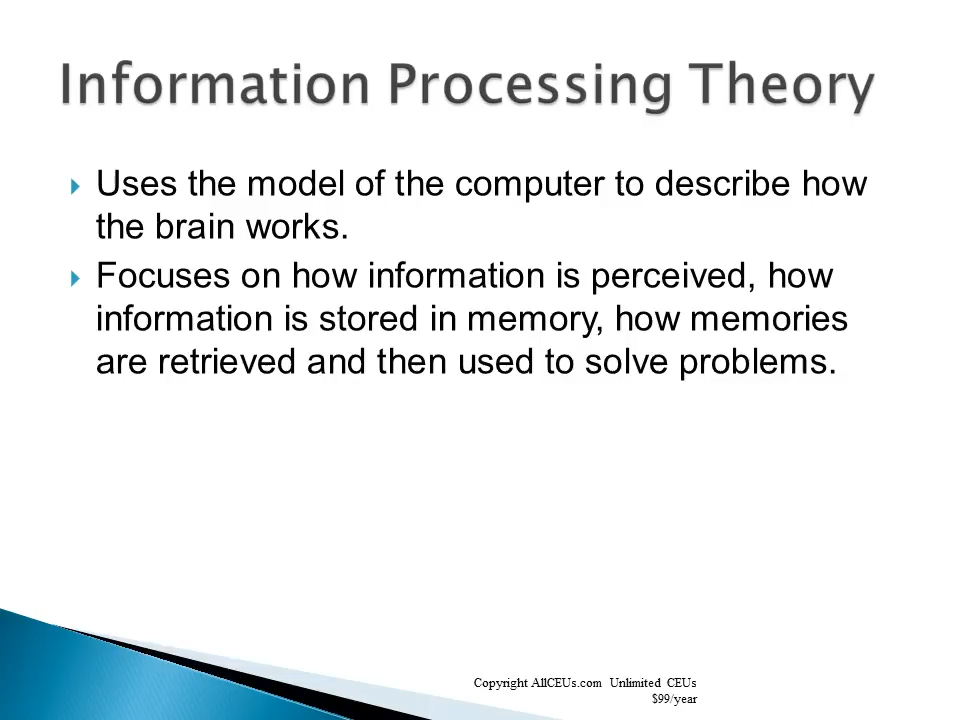 Information Processing Theory
Uses the model of the computer to describe how
the brain works.
Focuses on how information is perceived, how
information is stored in memory, how memories
are retrieved and then used to solve problems.
Copyright AllCEUs.com Unlimited CEUs
$99/year